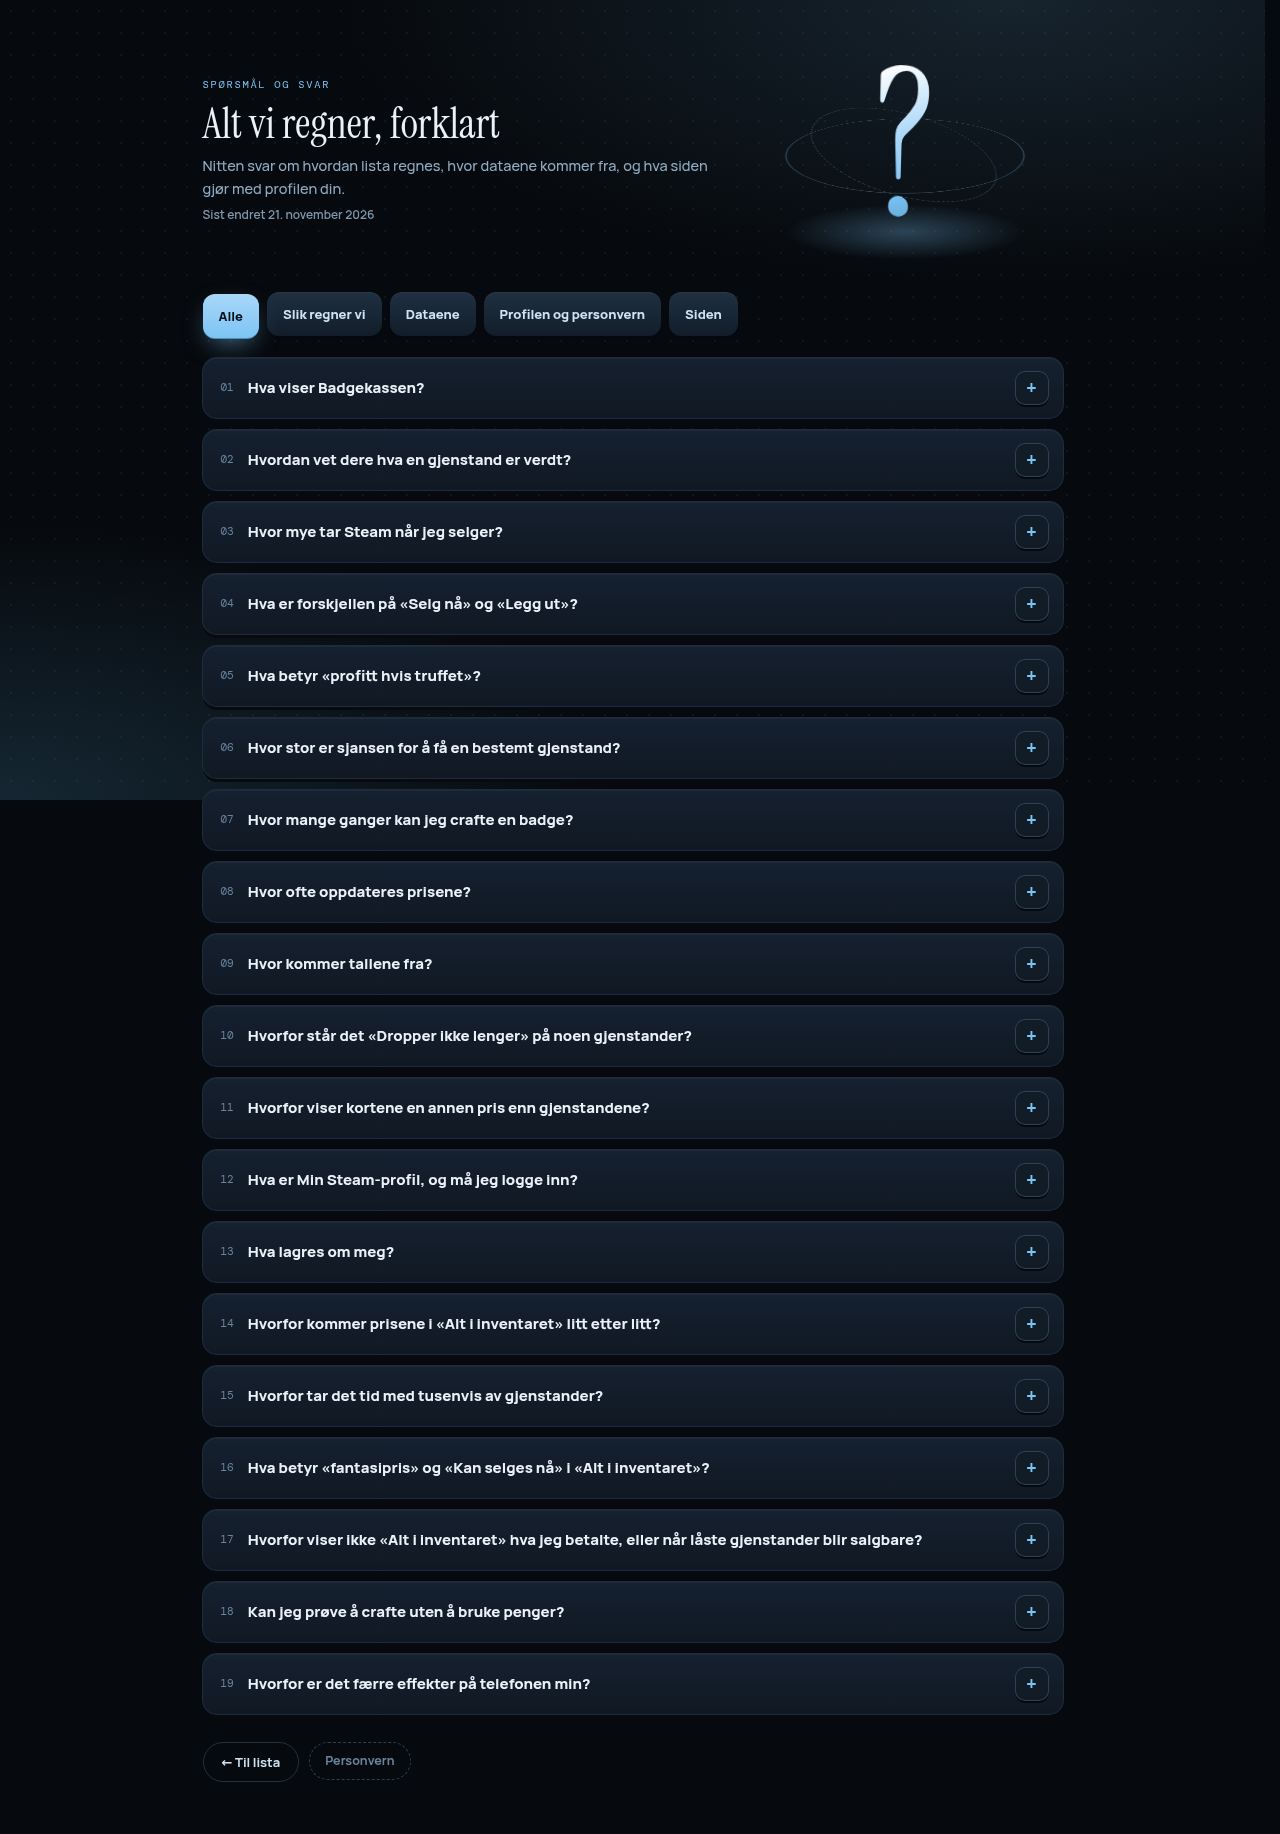 SPØRSMÅL OG SVAR
Alt vi regner, forklart
Nitten svar om hvordan lista regnes, hvor dataene kommer fra, og hva siden
gjør med profilen din.
Sist endret 21. november 2026
?
Alle
Slik regner vi
Dataene
Profilen og personvern
Siden
01 Hva viser Badgekassen? +
02 Hvordan vet dere hva en gjenstand er verdt? +
03 Hvor mye tar Steam når jeg selger? +
04 Hva er forskjellen på «Selg nå» og «Legg ut»? +
05 Hva betyr «profitt hvis truffet»? +
06 Hvor stor er sjansen for å få en bestemt gjenstand? +
07 Hvor mange ganger kan jeg crafte en badge? +
08 Hvor ofte oppdateres prisene? +
09 Hvor kommer tallene fra? +
10 Hvorfor står det «Dropper ikke lenger» på noen gjenstander? +
11 Hvorfor viser kortene en annen pris enn gjenstandene? +
12 Hva er Min Steam-profil, og må jeg logge inn? +
13 Hva lagres om meg? +
14 Hvorfor kommer prisene i «Alt i inventaret» litt etter litt? +
15 Hvorfor tar det tid med tusenvis av gjenstander? +
16 Hva betyr «fantasipris» og «Kan selges nå» i «Alt i inventaret»? +
17 Hvorfor viser ikke «Alt i inventaret» hva jeg betalte, eller når låste gjenstander blir salgbare? +
18 Kan jeg prøve å crafte uten å bruke penger? +
19 Hvorfor er det færre effekter på telefonen min? +
← Til lista
Personvern